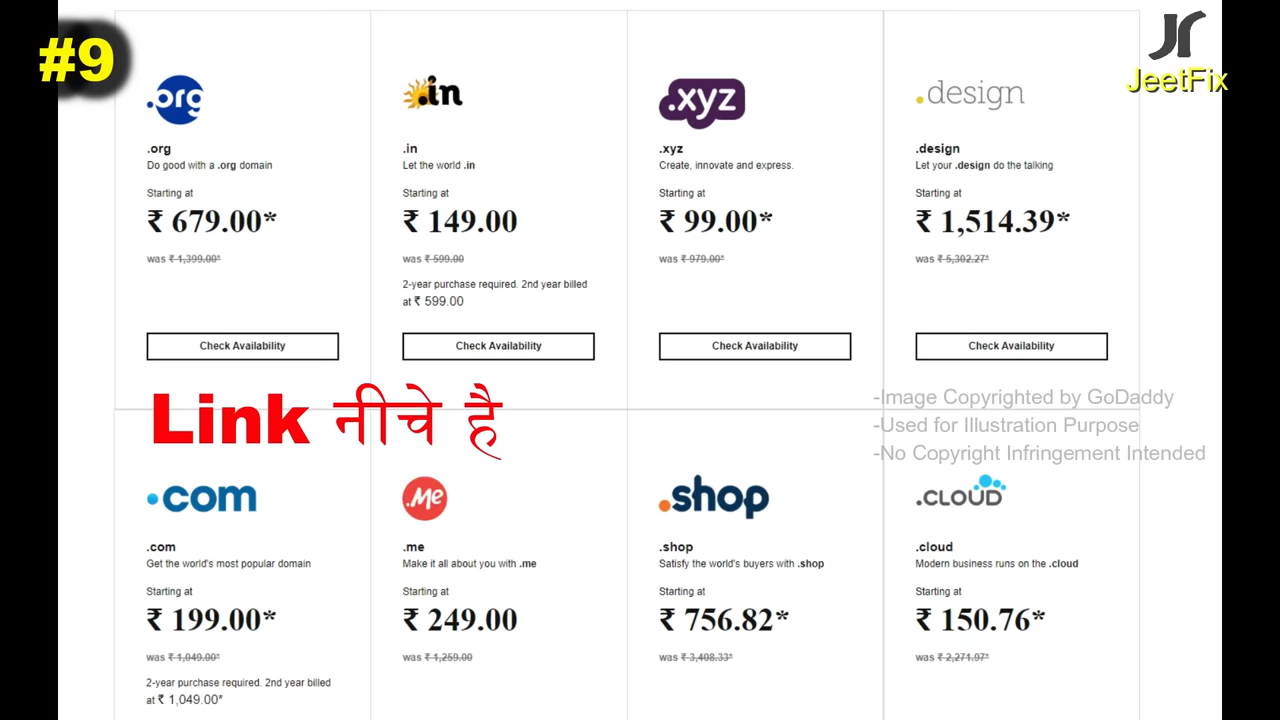 #9
JeetFix
.org
.in
.xyz
.design
.org
Do good with a .org domain
Starting at
₹ 679.00*
was ₹ 1,399.00*
Check Availability
.in
Let the world .in
Starting at
₹ 149.00
was ₹ 599.00
2-year purchase required. 2nd year billed
at ₹ 599.00
Check Availability
.xyz
Create, innovate and express.
Starting at
₹ 99.00*
was ₹ 979.00*
Check Availability
.design
Let your .design do the talking
Starting at
₹ 1,514.39*
was ₹ 5,302.27*
Check Availability
Link नीचे है
-Image Copyrighted by GoDaddy
-Used for Illustration Purpose
-No Copyright Infringement Intended
.com
.me
.shop
.CLOUD
.com
Get the world's most popular domain
Starting at
₹ 199.00*
was ₹ 1,049.00*
2-year purchase required. 2nd year billed
at ₹ 1,049.00*
.me
Make it all about you with .me
Starting at
₹ 249.00
was ₹ 1,259.00
.shop
Satisfy the world's buyers with .shop
Starting at
₹ 756.82*
was ₹ 3,408.33*
.cloud
Modern business runs on the .cloud
Starting at
₹ 150.76*
was ₹ 2,271.97*